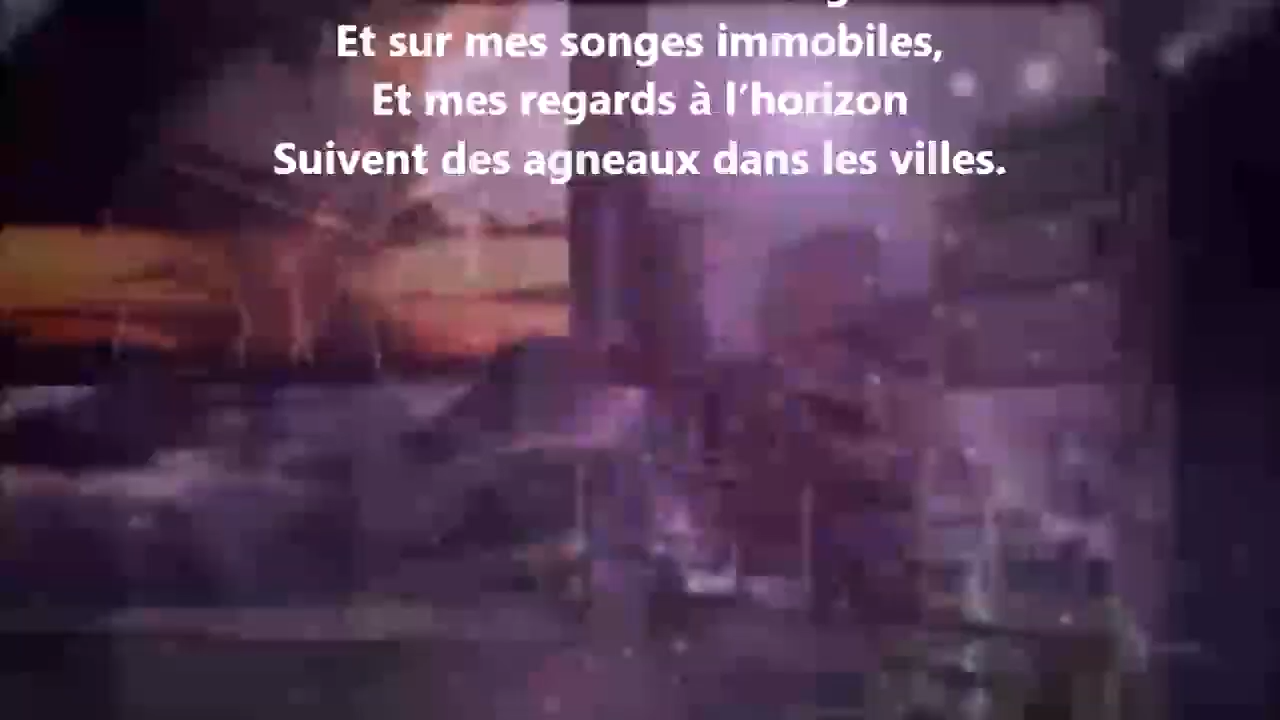 Et sur mes songes immobiles,
Et mes regards à l’horizon
Suivent des agneaux dans les villes.